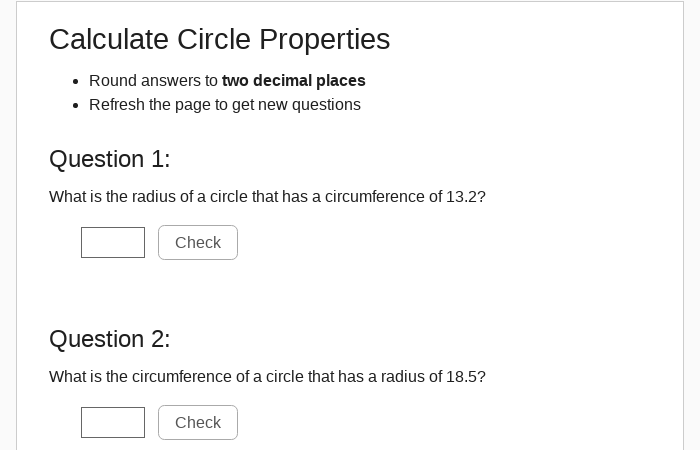 Calculate Circle Properties
• Round answers to two decimal places
• Refresh the page to get new questions
Question 1:
What is the radius of a circle that has a circumference of 13.2?
Check
Question 2:
What is the circumference of a circle that has a radius of 18.5?
Check